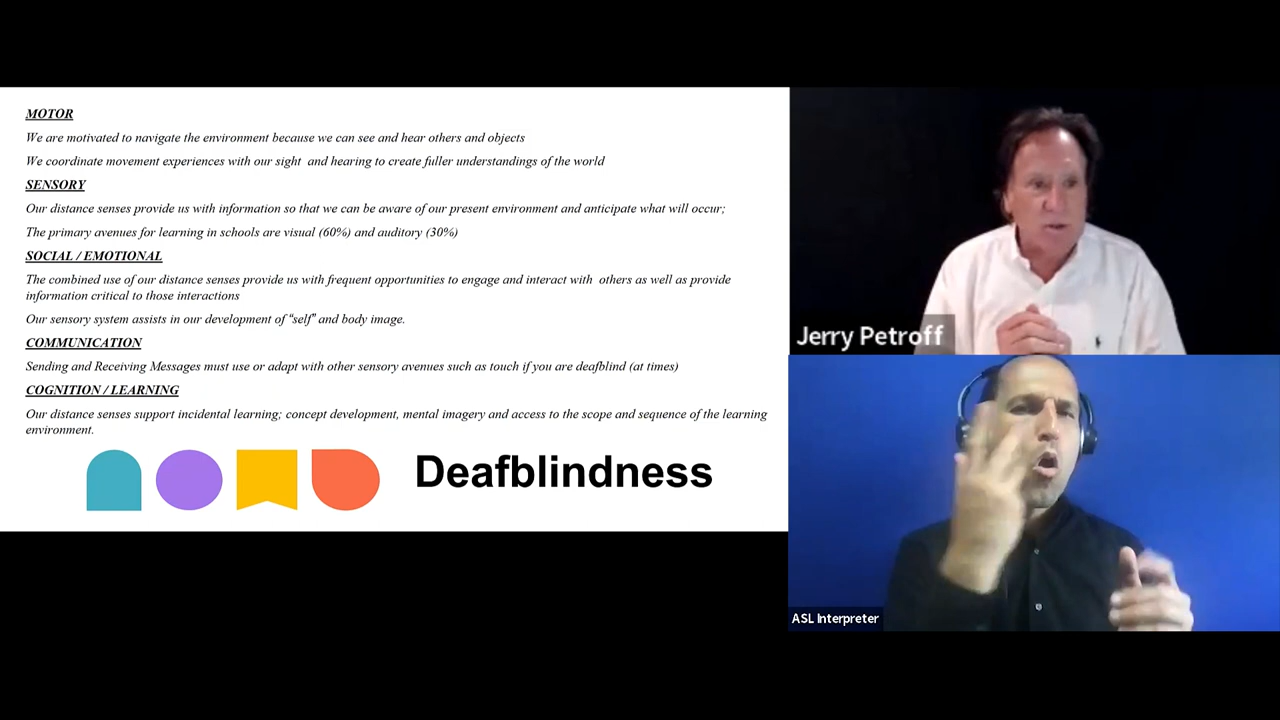 MOTOR
We are motivated to navigate the environment because we can see and hear others and objects
We coordinate movement experiences with our sight and hearing to create fuller understandings of the world
SENSORY
Our distance senses provide us with information so that we can be aware of our present environment and anticipate what will occur;
The primary avenues for learning in schools are visual (60%) and auditory (30%)
SOCIAL / EMOTIONAL
The combined use of our distance senses provide us with frequent opportunities to engage and interact with others as well as provide
information critical to those interactions
Our sensory system assists in our development of “self” and body image.
COMMUNICATION
Sending and Receiving Messages must use or adapt with other sensory avenues such as touch if you are deafblind (at times)
COGNITION / LEARNING
Our distance senses support incidental learning; concept development, mental imagery and access to the scope and sequence of the learning
environment.
Deafblindness
Jerry Petroff
ASL Interpreter